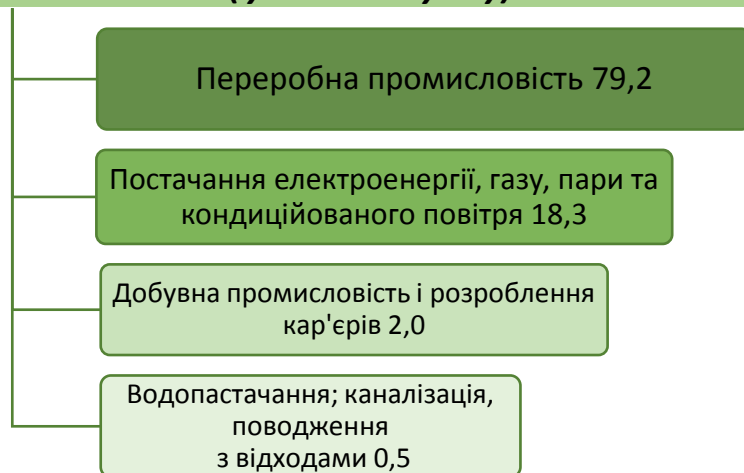 Переробна промисловість 79,2
Постачання електроенергії, газу, пари та
кондиційованого повітря 18,3
Добувна промисловість і розроблення
кар'єрів 2,0
Водопастачання; каналізація,
поводження
з відходами 0,5